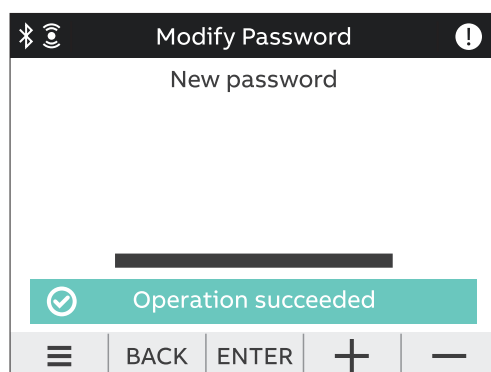 Modify Password
New password
Operation succeeded
BACK ENTER